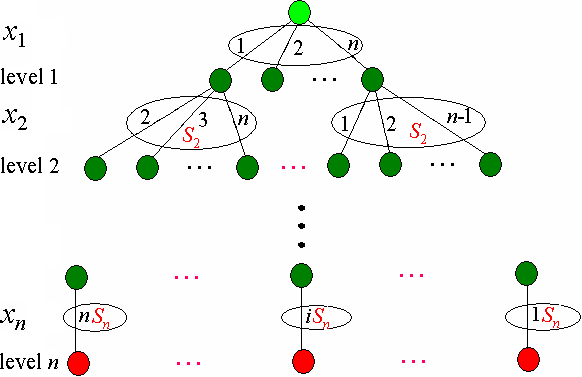 x₁ 1 2 n
level 1 ...
x₂ 2 3 n S₂ 1 2 n-1 S₂
level 2 ... ... ...
... ...
xₙ nSₙ iSₙ 1Sₙ
level n ... ...